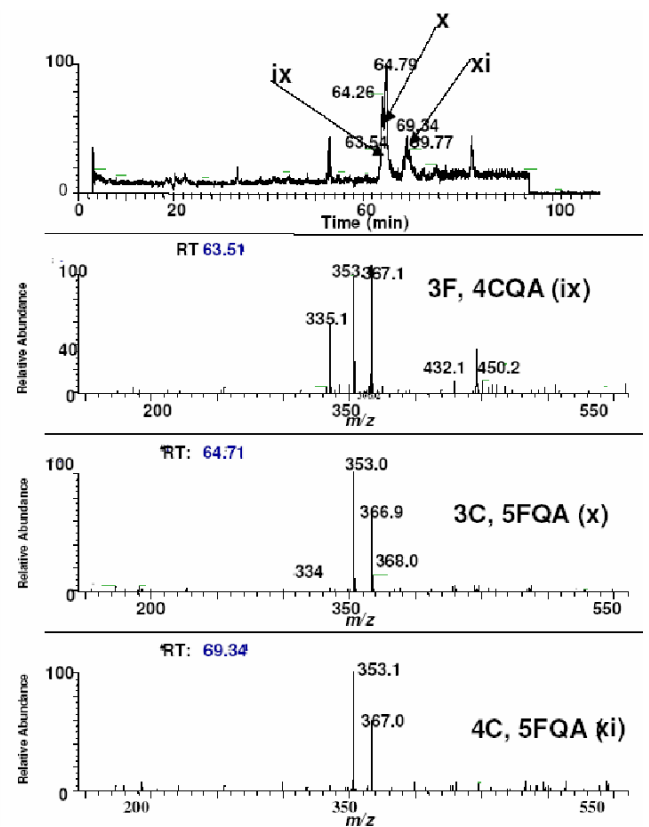 x
100
64.79
ix
xi
64.26
69.34
63.54
69.77
0
0 20 60 100
Time (min)
RT 63.51
100
353. 367.1
3F, 4CQA (ix)
335.1
Relative Abundance
40
432.1 450.2
0
200 350 550
m/z
RT: 64.71
100
353.0
366.9
3C, 5FQA (x)
Relative Abundance
334
368.0
0
200 350 550
m/z
RT: 69.34
100
353.1
367.0
4C, 5FQA (xi)
Relative Abundance
0
200 350 550
m/z